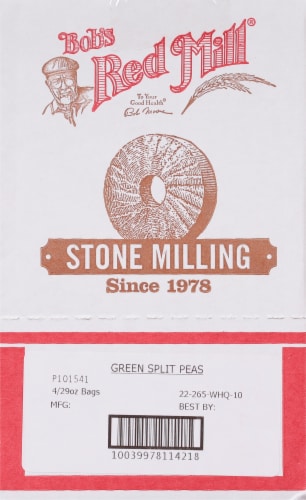 Bob's
Red Mill®
To Your
Good Health®
Bob Moore
STONE MILLING
Since 1978
GREEN SPLIT PEAS
P101541
4/29oz Bags
22-265-WHQ-10
MFG:
BEST BY:
10039978114218